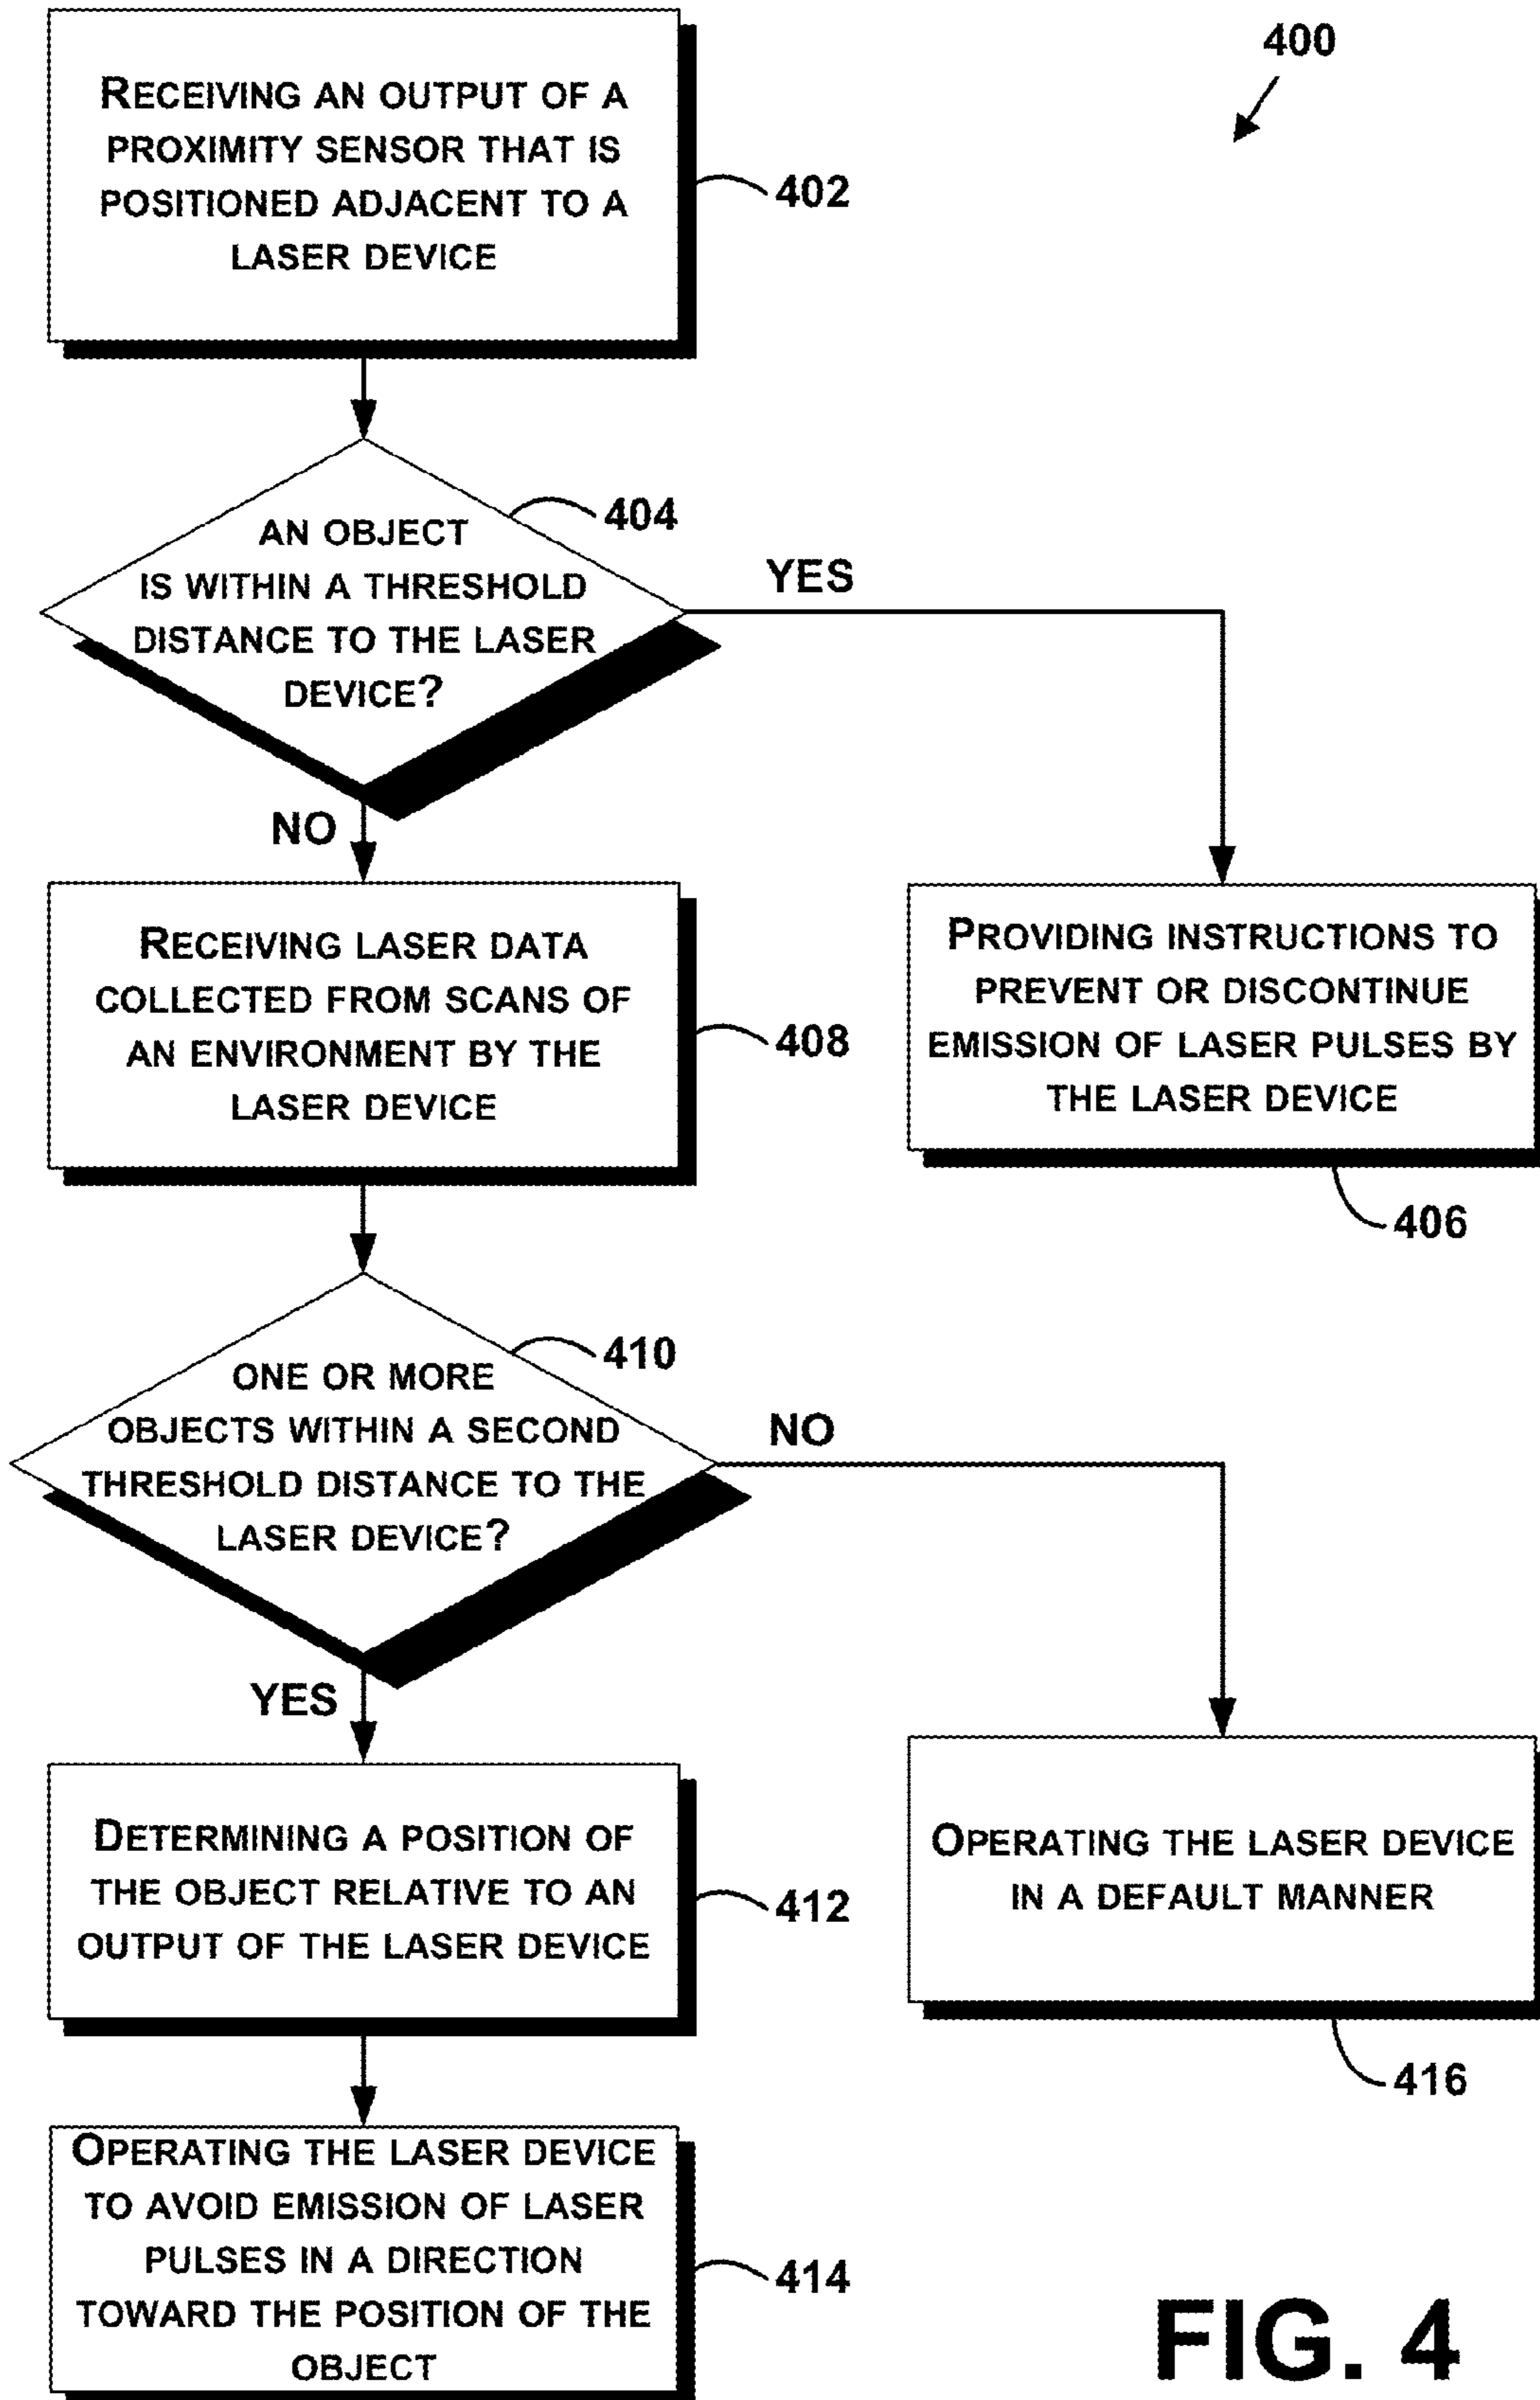 400
RECEIVING AN OUTPUT OF A
PROXIMITY SENSOR THAT IS
POSITIONED ADJACENT TO A
LASER DEVICE
402
AN OBJECT
IS WITHIN A THRESHOLD
DISTANCE TO THE LASER
DEVICE?
404
YES
NO
RECEIVING LASER DATA
COLLECTED FROM SCANS OF
AN ENVIRONMENT BY THE
LASER DEVICE
408
PROVIDING INSTRUCTIONS TO
PREVENT OR DISCONTINUE
EMISSION OF LASER PULSES BY
THE LASER DEVICE
406
ONE OR MORE
OBJECTS WITHIN A SECOND
THRESHOLD DISTANCE TO THE
LASER DEVICE?
410
NO
YES
DETERMINING A POSITION OF
THE OBJECT RELATIVE TO AN
OUTPUT OF THE LASER DEVICE
412
OPERATING THE LASER DEVICE
IN A DEFAULT MANNER
416
OPERATING THE LASER DEVICE
TO AVOID EMISSION OF LASER
PULSES IN A DIRECTION
TOWARD THE POSITION OF THE
OBJECT
414
FIG. 4